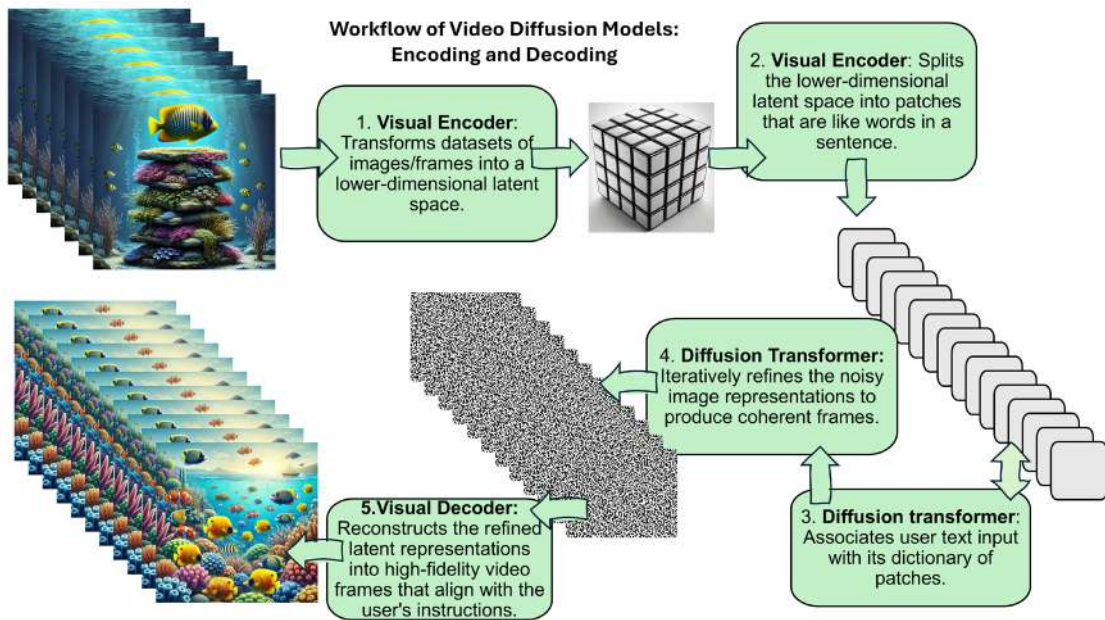 Workflow of Video Diffusion Models:
Encoding and Decoding
1. Visual Encoder:
Transforms datasets of
images/frames into a
lower-dimensional latent
space.
2. Visual Encoder: Splits
the lower-dimensional
latent space into patches
that are like words in a
sentence.
3. Diffusion transformer:
Associates user text input
with its dictionary of
patches.
4. Diffusion Transformer:
Iteratively refines the noisy
image representations to
produce coherent frames.
5.Visual Decoder:
Reconstructs the refined
latent representations
into high-fidelity video
frames that align with the
user's instructions.